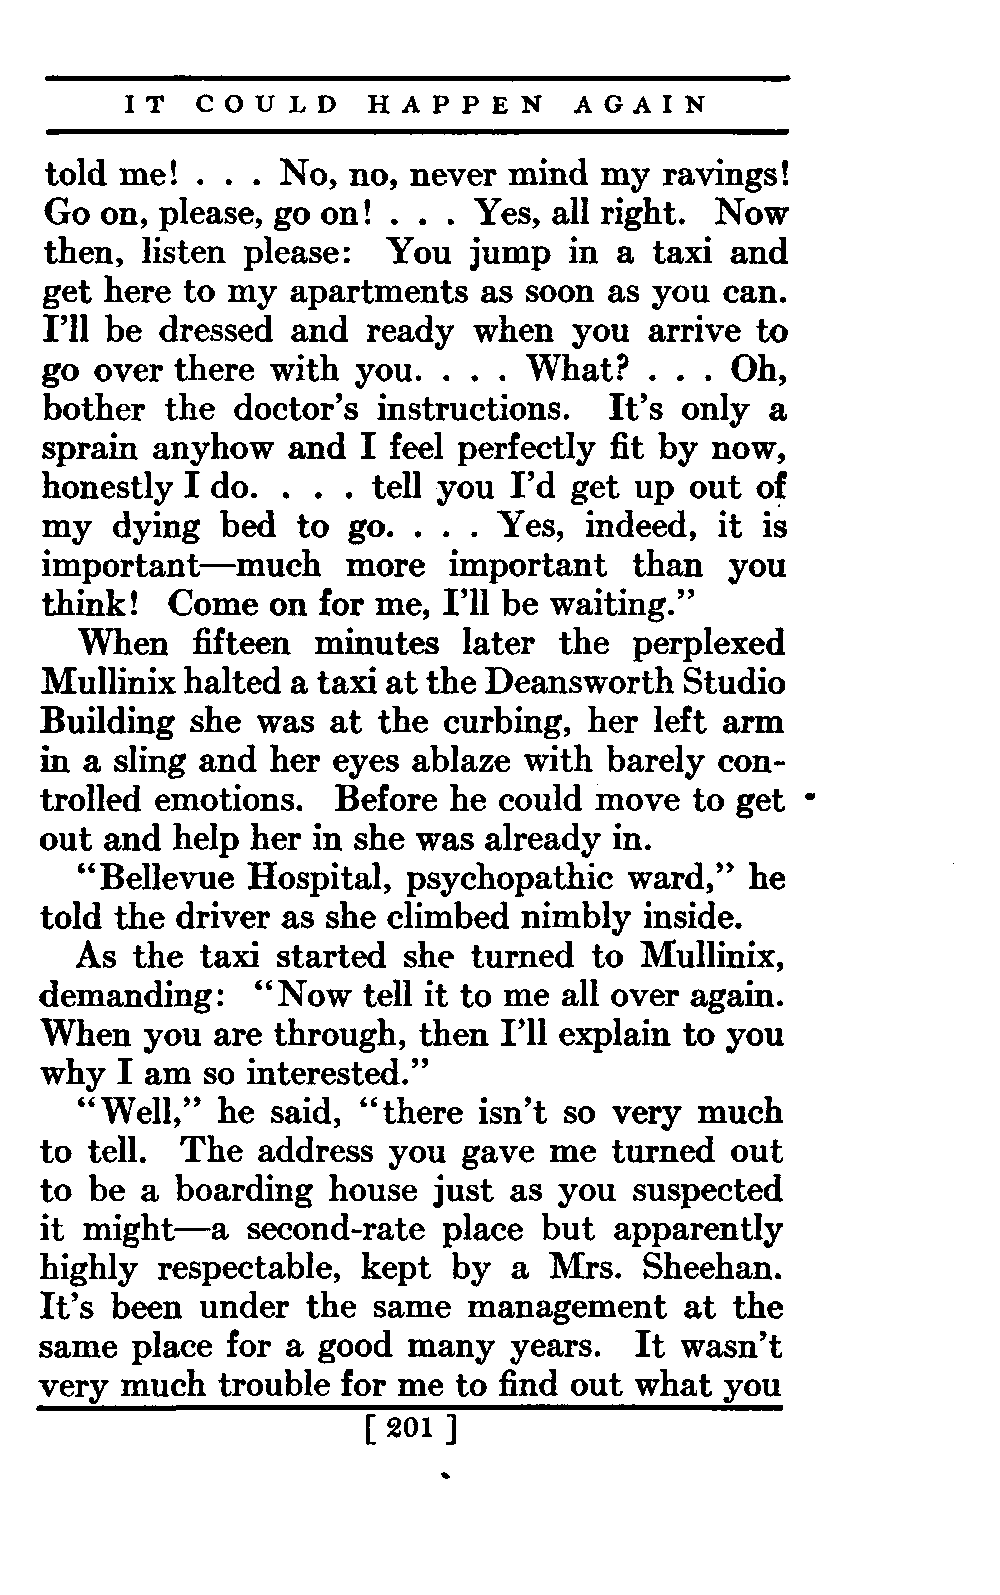 IT COULD HAPPEN AGAIN
told me! . . . No, no, never mind my ravings!
Go on, please, go on! . . . Yes, all right. Now
then, listen please: You jump in a taxi and
get here to my apartments as soon as you can.
I'll be dressed and ready when you arrive to
go over there with you. . . . What? . . . Oh,
bother the doctor's instructions. It's only a
sprain anyhow and I feel perfectly fit by now,
honestly I do. . . . tell you I'd get up out of
my dying bed to go. . . . Yes, indeed, it is
important—much more important than you
think! Come on for me, I'll be waiting."
When fifteen minutes later the perplexed
Mullinix halted a taxi at the Deansworth Studio
Building she was at the curbing, her left arm
in a sling and her eyes ablaze with barely con-
trolled emotions. Before he could move to get
out and help her in she was already in.
"Bellevue Hospital, psychopathic ward," he
told the driver as she climbed nimbly inside.
As the taxi started she turned to Mullinix,
demanding: "Now tell it to me all over again.
When you are through, then I'll explain to you
why I am so interested."
"Well," he said, "there isn't so very much
to tell. The address you gave me turned out
to be a boarding house just as you suspected
it might—a second-rate place but apparently
highly respectable, kept by a Mrs. Sheehan.
It's been under the same management at the
same place for a good many years. It wasn't
very much trouble for me to find out what you
[ 201 ]